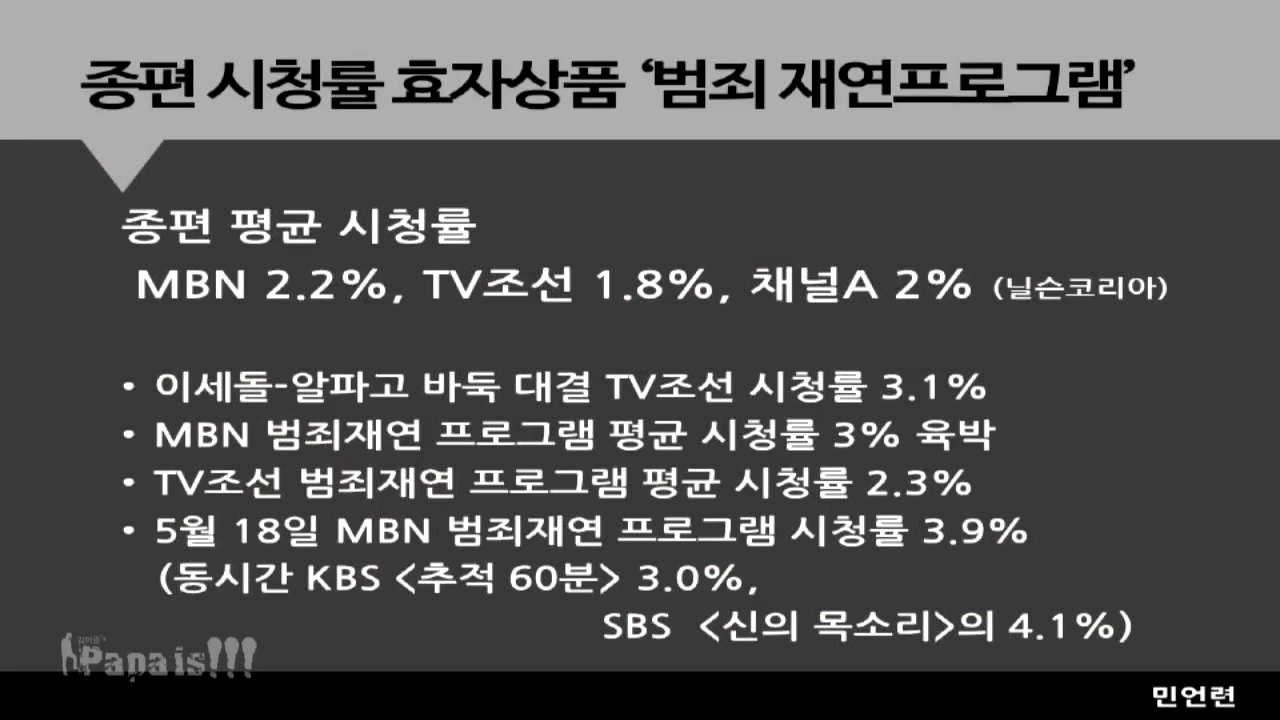 종편 시청률 효자상품 ‘범죄 재연프로그램’
종편 평균 시청률
MBN 2.2%, TV조선 1.8%, 채널A 2% (닐슨코리아)
• 이세돌-알파고 바둑 대결 TV조선 시청률 3.1%
• MBN 범죄재연 프로그램 평균 시청률 3% 육박
• TV조선 범죄재연 프로그램 평균 시청률 2.3%
• 5월 18일 MBN 범죄재연 프로그램 시청률 3.9%
(동시간 KBS <추적 60분> 3.0%,
SBS <신의 목소리>의 4.1%)
김어준's
Papa is!!!
민언련